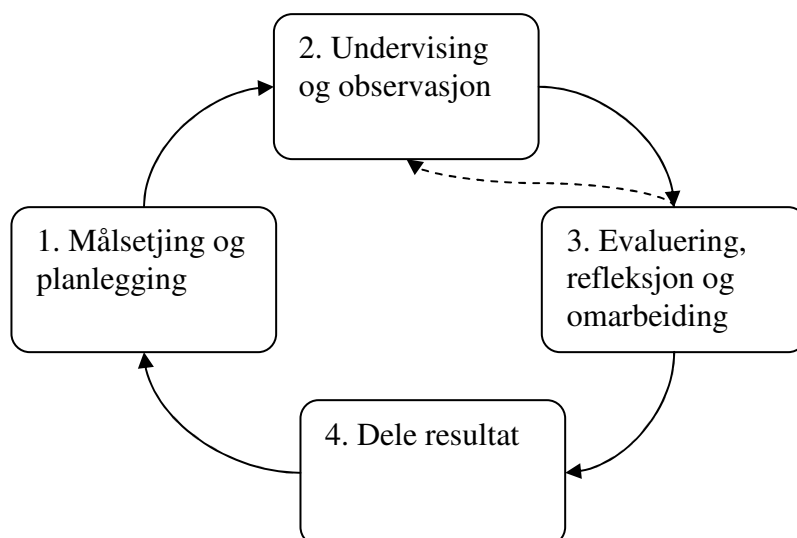 1. Målsetjing og
planlegging
2. Undervising
og observasjon
3. Evaluering,
refleksjon og
omarbeiding
4. Dele resultat